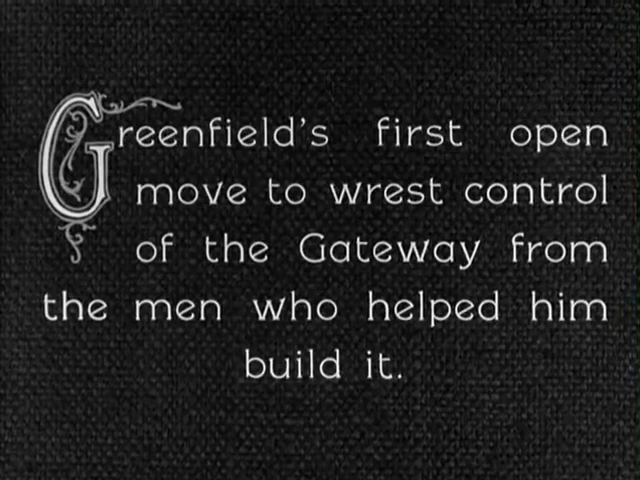 Greenfield's first open
move to wrest control
of the Gateway from
the men who helped him
build it.